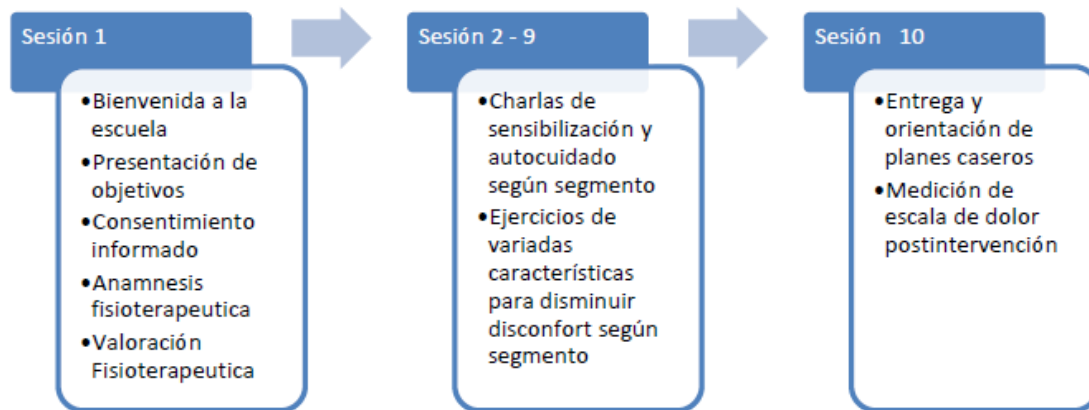 Sesión 1
•Bienvenida a la
escuela
•Presentación de
objetivos
•Consentimiento
informado
•Anamnesis
fisioterapeutica
•Valoración
Fisioterapeutica
Sesión 2 - 9
•Charlas de
sensibilización y
autocuidado
según segmento
•Ejercicios de
variadas
características
para disminuir
disconfort según
segmento
Sesión 10
•Entrega y
orientación de
planes caseros
•Medición de
escala de dolor
postintervención